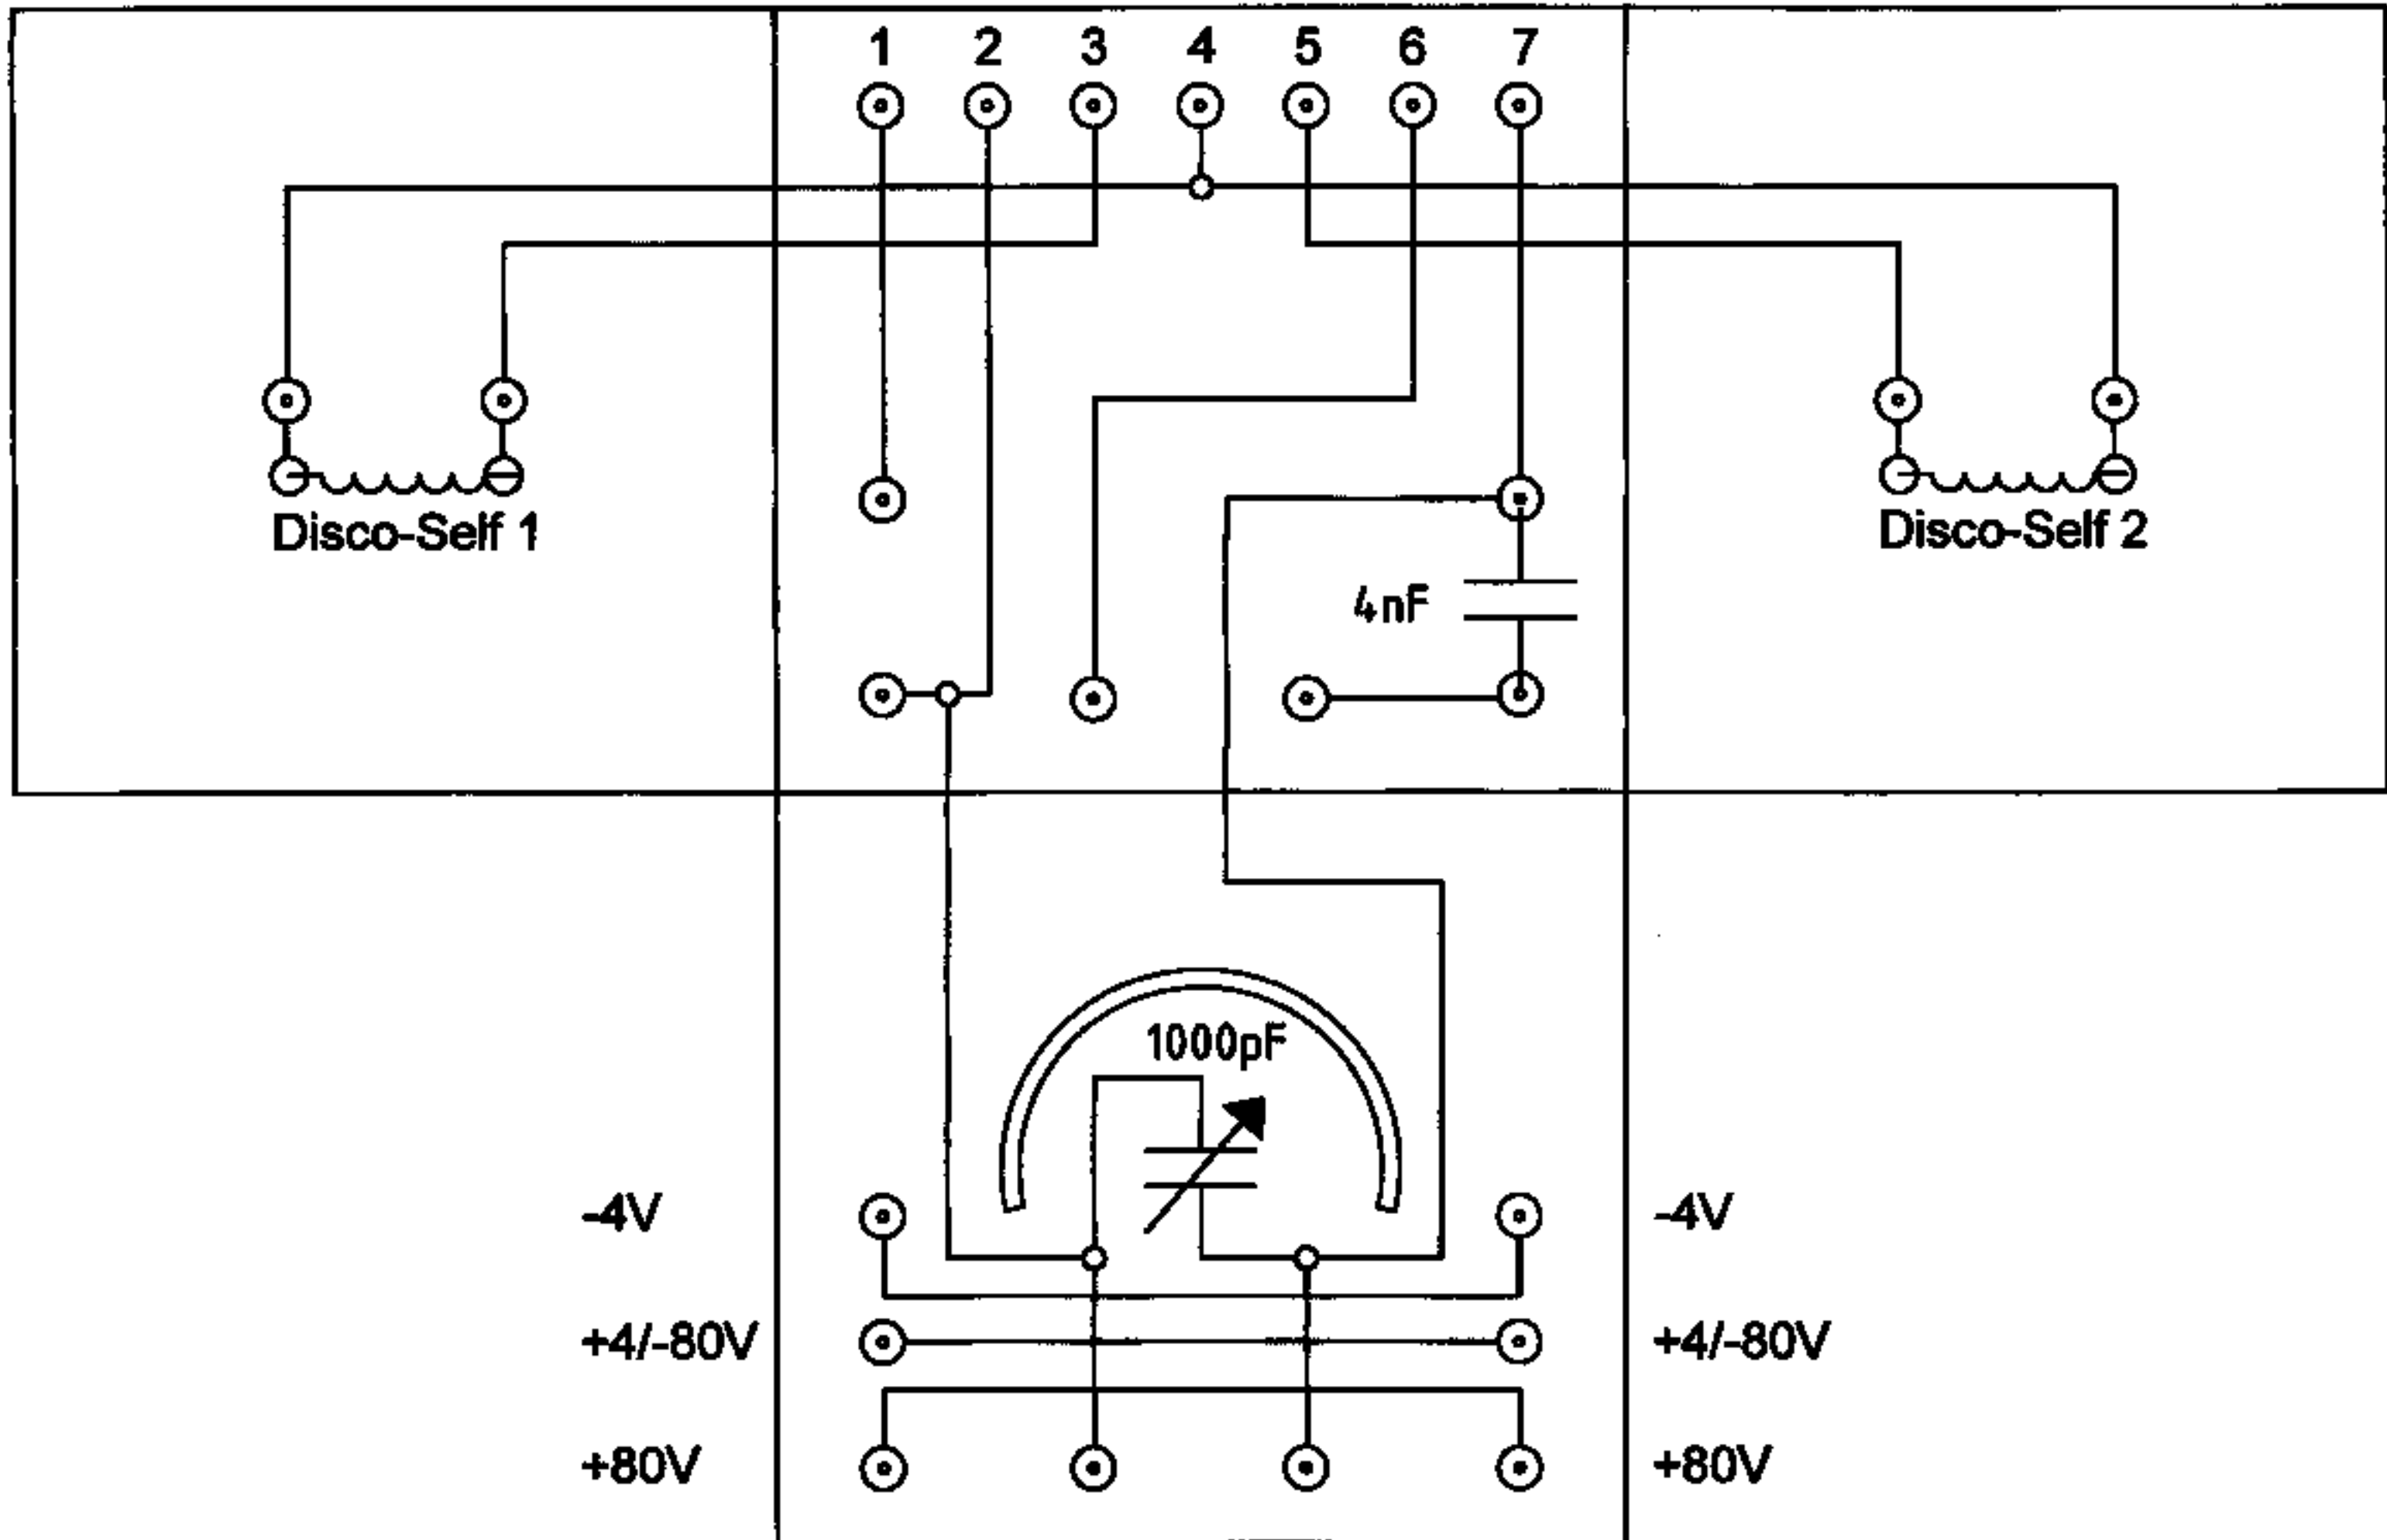 1 2 3 4 5 6 7
Disco-Self 1
Disco-Self 2
4nF
1000pF
-4V
-4V
+4/-80V
+4/-80V
+80V
+80V